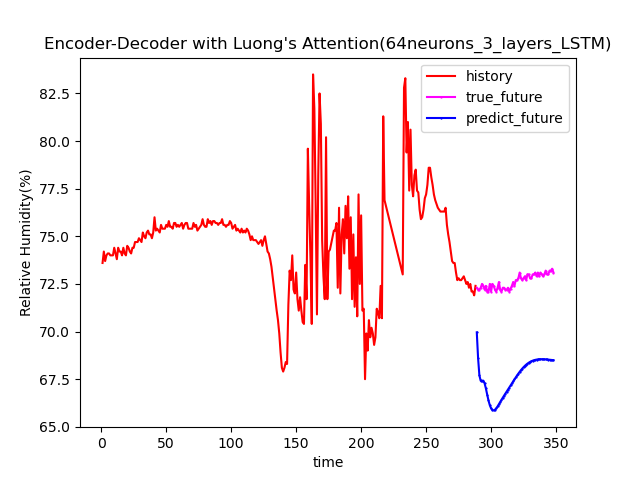 Encoder-Decoder with Luong's Attention(64neurons_3_layers_LSTM)
history
true_future
predict_future
Relative Humidity(%)
82.5
80.0
77.5
75.0
72.5
70.0
67.5
65.0
0 50 100 150 200 250 300 350
time